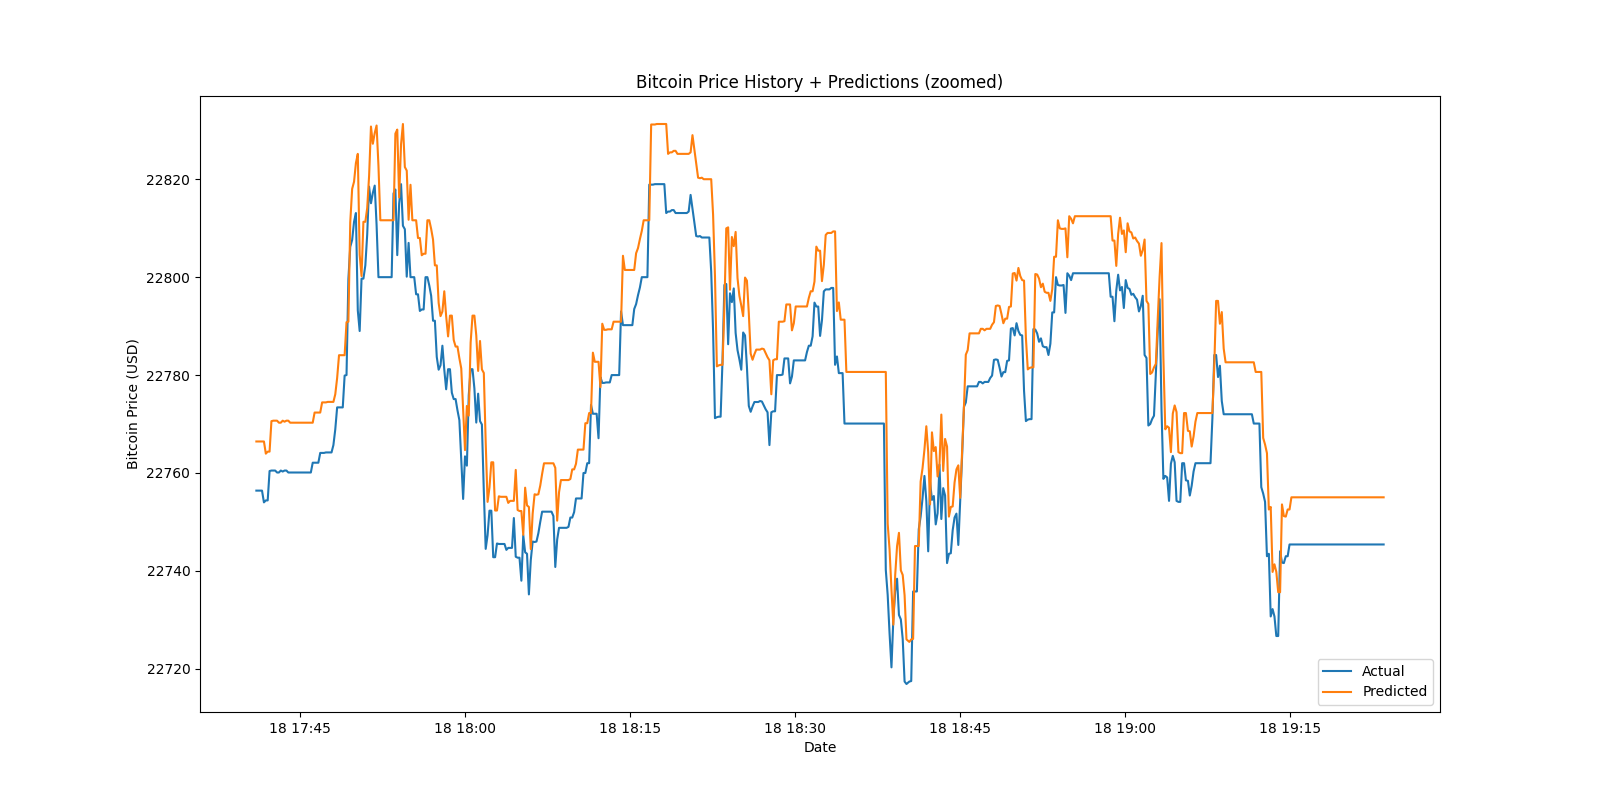 Bitcoin Price History + Predictions (zoomed)
Bitcoin Price (USD)
22820
22800
22780
22760
22740
22720
Actual
Predicted
18 17:45
18 18:00
18 18:15
18 18:30
18 18:45
18 19:00
18 19:15
Date